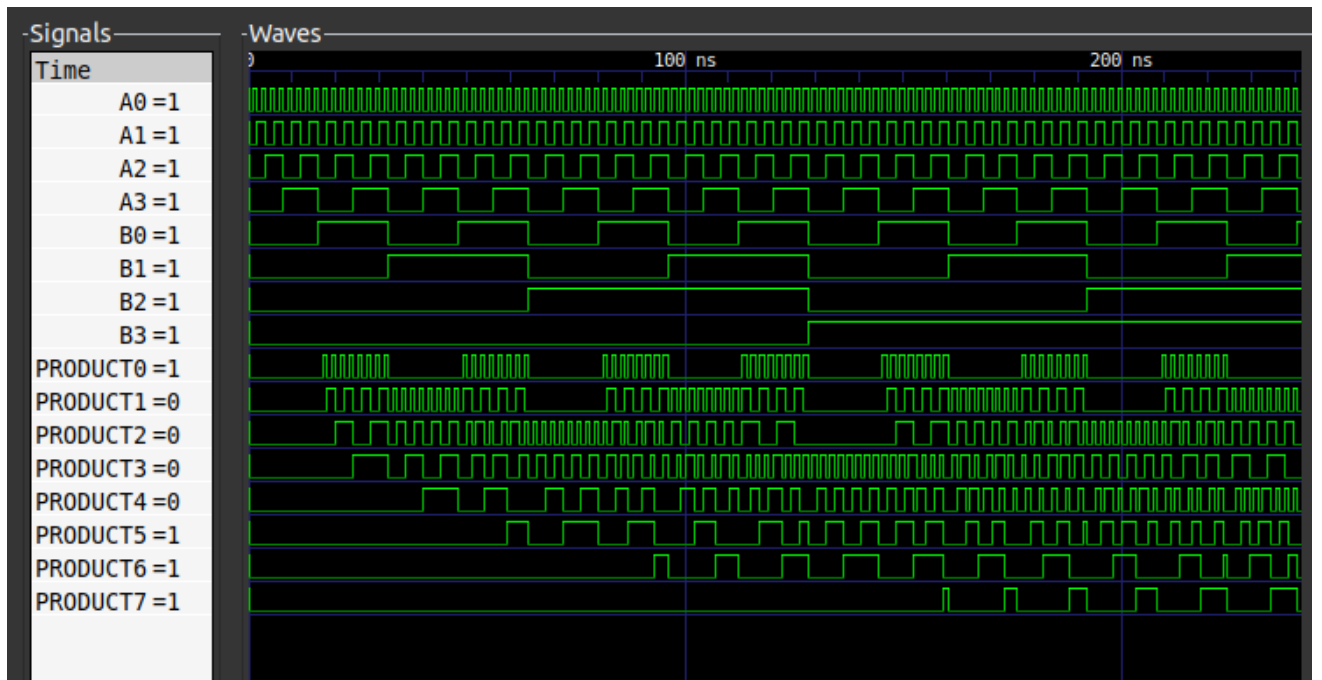 Signals
Waves
Time
0 100 ns 200 ns
A0 =1
A1 =1
A2 =1
A3 =1
B0 =1
B1 =1
B2 =1
B3 =1
PRODUCT0 =1
PRODUCT1 =0
PRODUCT2 =0
PRODUCT3 =0
PRODUCT4 =0
PRODUCT5 =1
PRODUCT6 =1
PRODUCT7 =1